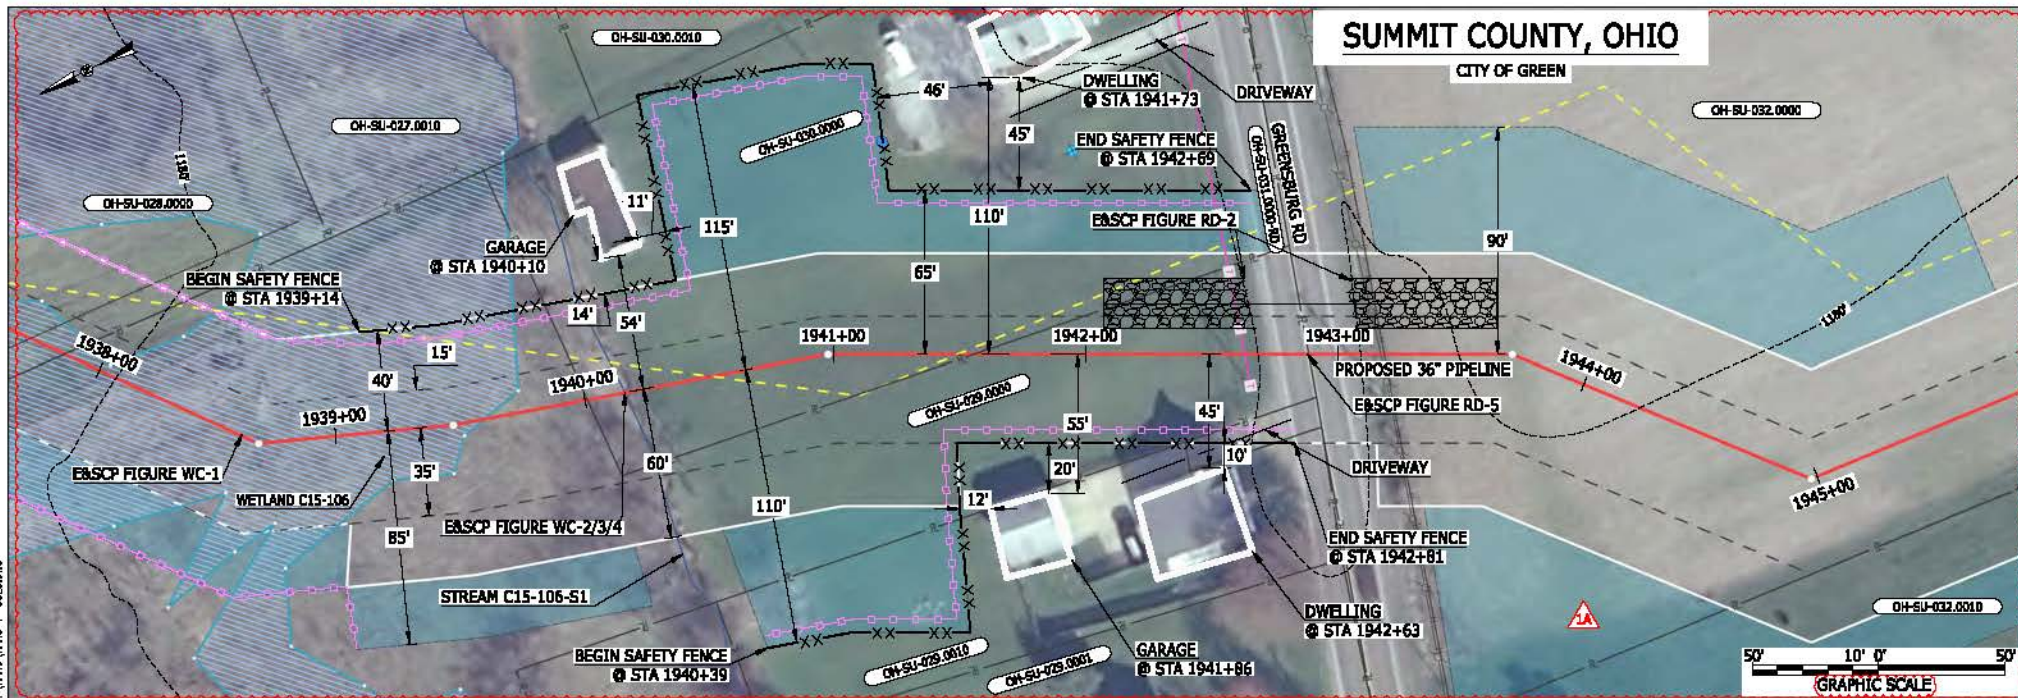 SUMMIT COUNTY, OHIO
CITY OF GREEN
OH-SU-030.0010
OH-SU-027.0010
OH-SU-028.0000
OH-SU-030.0000
OH-SU-032.0000
1180'
46'
DWELLING
@ STA 1941+73
DRIVEWAY
45'
END SAFETY FENCE
@ STA 1942+69
GREENSBURG RD
OH-SU-031.0000-RD
11'
115'
110'
E&SCP FIGURE RD-2
90'
GARAGE
@ STA 1940+10
BEGIN SAFETY FENCE
@ STA 1939+14
65'
14'
54'
1938+00
15'
40'
1939+00
1940+00
1941+00
1942+00
1943+00
1944+00
1945+00
1180'
PROPOSED 36" PIPELINE
E&SCP FIGURE RD-5
OH-SU-029.0000
55'
45'
E&SCP FIGURE WC-1
35'
WETLAND C15-106
E&SCP FIGURE WC-2/3/4
60'
20'
10'
DRIVEWAY
12'
110'
85'
STREAM C15-106-S1
END SAFETY FENCE
@ STA 1942+81
DWELLING
@ STA 1942+63
GARAGE
@ STA 1941+86
BEGIN SAFETY FENCE
@ STA 1940+39
OH-SU-029.0010
OH-SU-029.0001
1A
OH-SU-032.0010
50' 10' 0' 50'
GRAPHIC SCALE
T
T
T
T